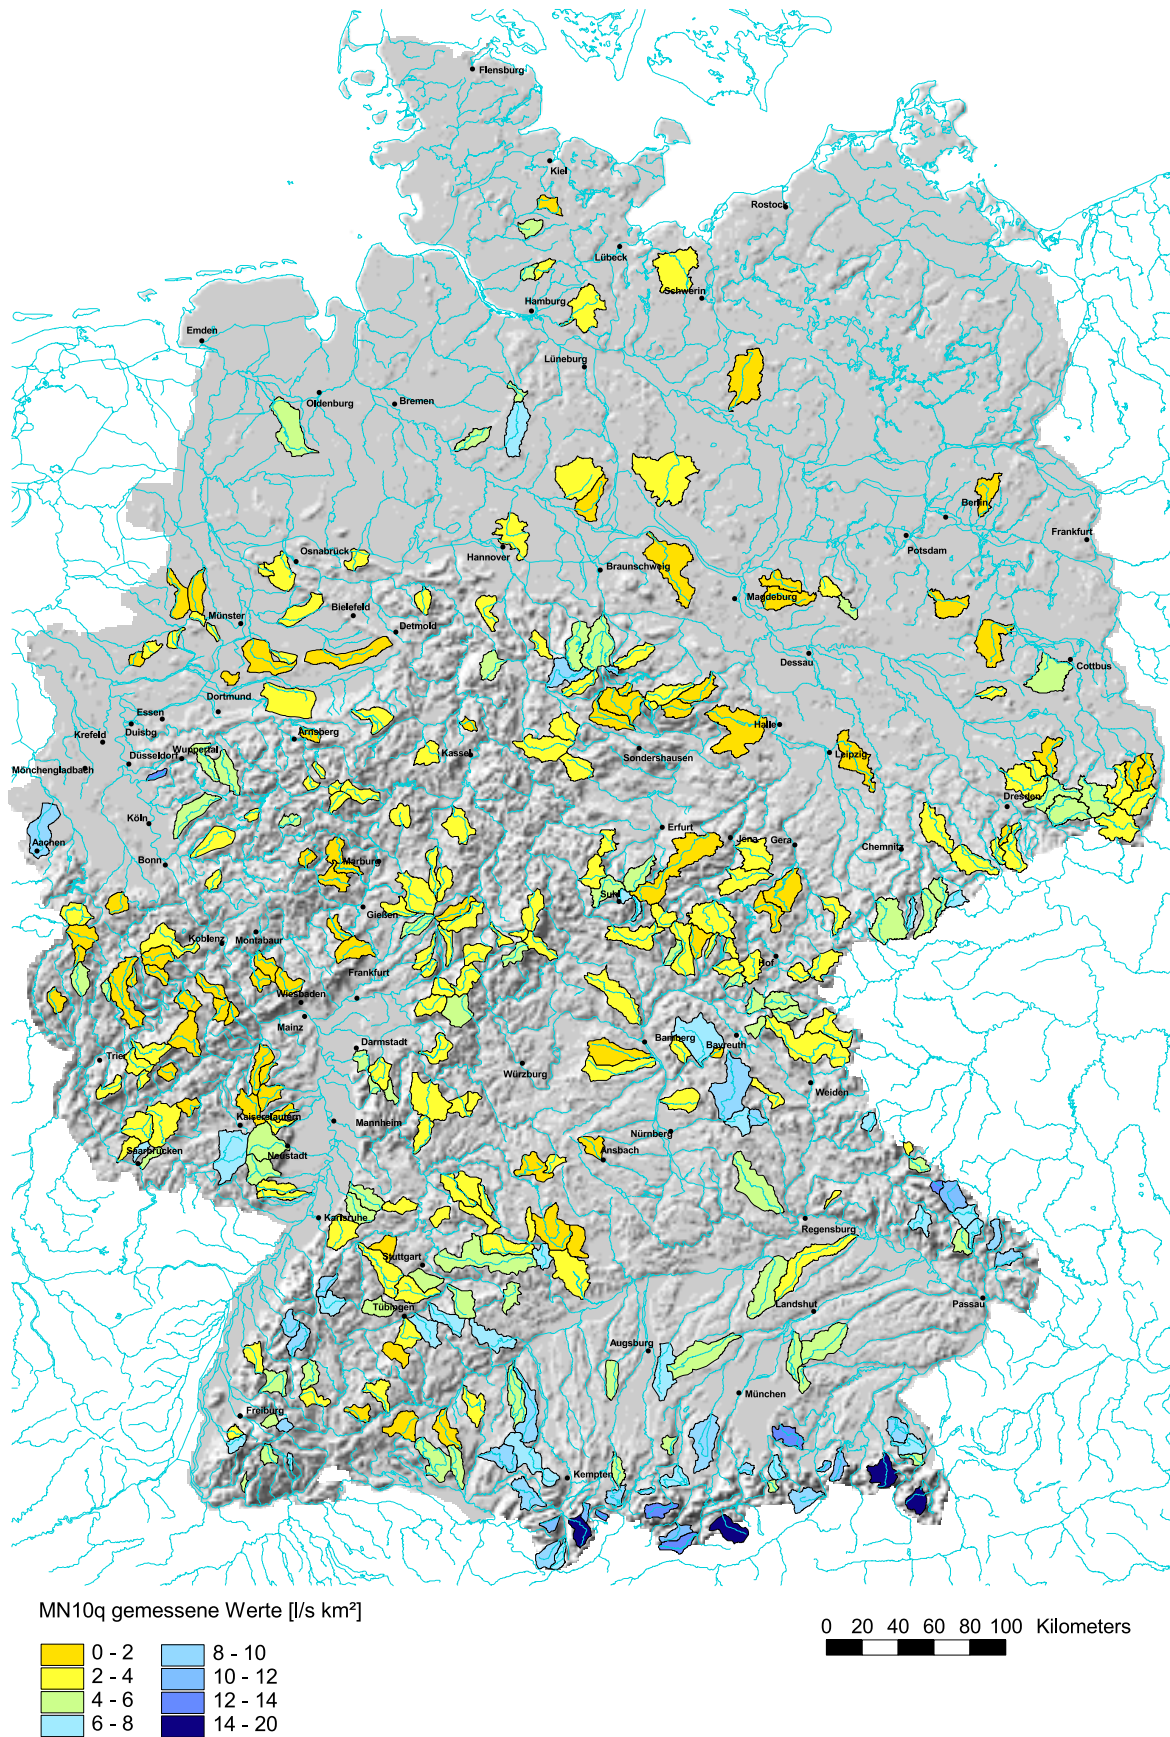 Flensburg
Kiel
Rostock
Lübeck
Schwerin
Hamburg
Emden
Lüneburg
Oldenburg
Bremen
Berlin
Frankfurt
Potsdam
Osnabrück
Hannover
Braunschweig
Magdeburg
Münster
Bielefeld
Detmold
Dessau
Cottbus
Dortmund
Essen
Duisbg
Krefeld
Arnsberg
Halle
Wuppertal
Düsseldorf
Kassel
Sondershausen
Leipzig
Mönchengladbach
Dresden
Köln
Aachen
Erfurt
Jena
Gera
Chemnitz
Bonn
Marburg
Suhl
Gießen
Koblenz
Montabaur
Hof
Frankfurt
Wiesbaden
Mainz
Darmstadt
Bamberg
Bayreuth
Trier
Würzburg
Weiden
Kaiserslautern
Mannheim
Nürnberg
Saarbrücken
Neustadt
Ansbach
Karlsruhe
Regensburg
Stuttgart
Passau
Tübingen
Landshut
Augsburg
München
Freiburg
Kempten
MN10q gemessene Werte [l/s km²]
0 - 2
8 - 10
2 - 4
10 - 12
4 - 6
12 - 14
6 - 8
14 - 20
0 20 40 60 80 100 Kilometers